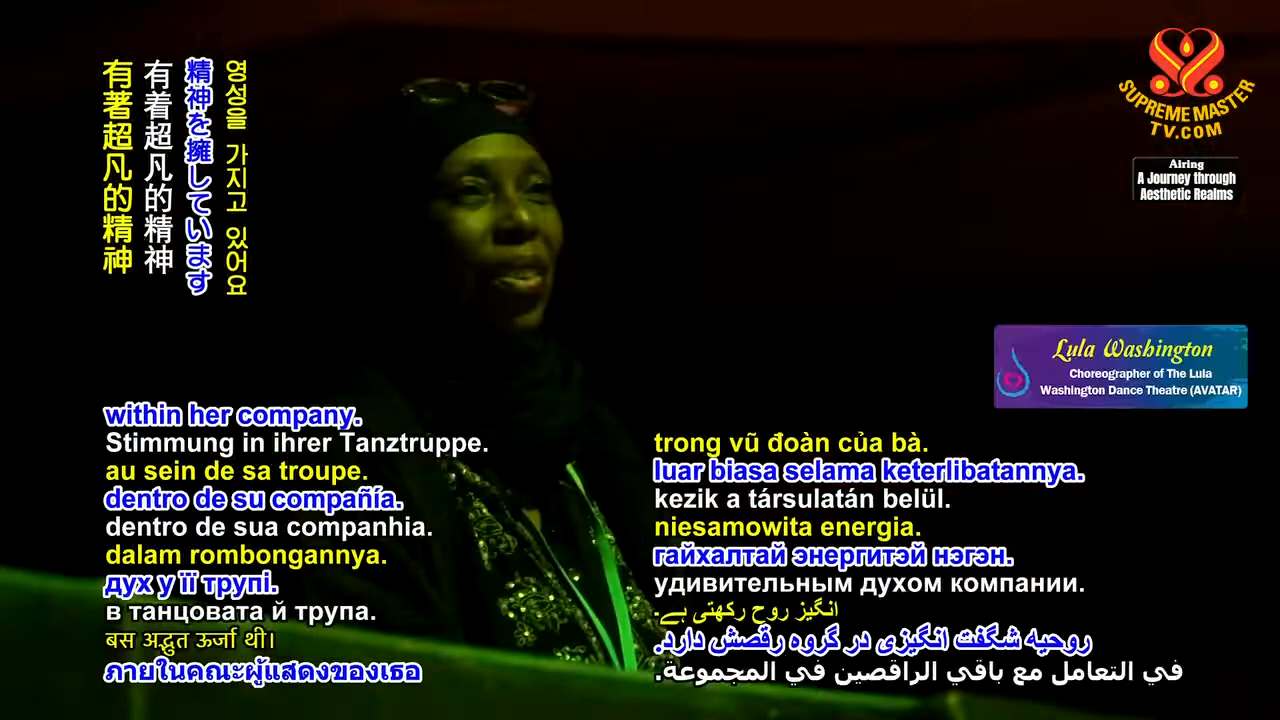 有著超凡的精神
有着超凡的精神
精神を擁しています
영성을 가지고 있어요
SUPREME MASTER
TV.COM
Airing
A Journey through
Aesthetic Realms
Lula Washington
Choreographer of The Lula
Washington Dance Theatre (AVATAR)
within her company.
Stimmung in ihrer Tanztruppe.
au sein de sa troupe.
dentro de su compañía.
dentro de sua companhia.
dalam rombongannya.
дух у її трупі.
в танцовата й трупа.
बस अद्भुत ऊर्जा थी।
ภายในคณะผู้แสดงของเธอ
trong vũ đoàn của bà.
luar biasa selama keterlibatannya.
kezik a társulatán belül.
niesamowita energia.
гайхалтай энергитэй нэгэн.
удивительным духом компании.
انگیز روح رکھتی ہے۔
روحیه شگفت انگیزی در گروه رقصش دارد.
في التعامل مع باقي الراقصين في المجموعة.